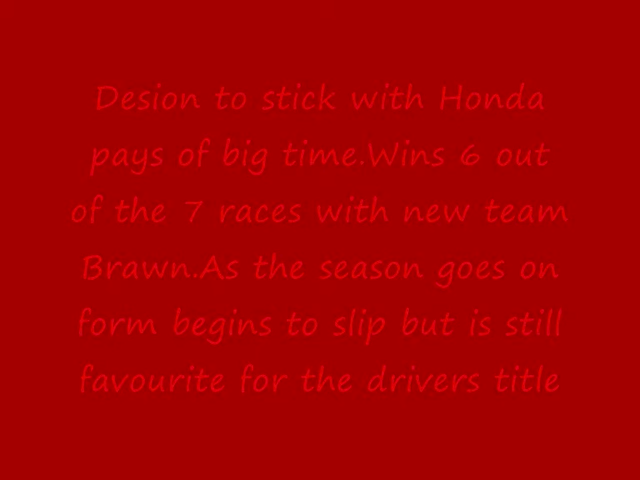 Desion to stick with Honda
pays of big time.Wins 6 out
of the 7 races with new team
Brawn.As the season goes on
form begins to slip but is still
favourite for the drivers title